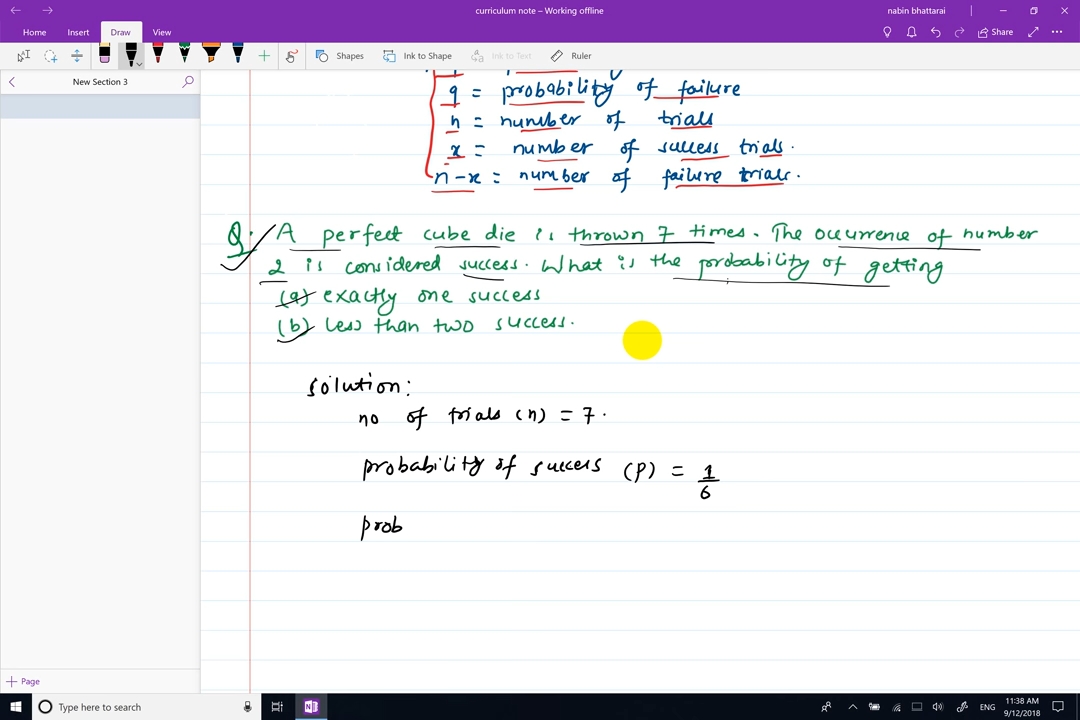 curriculum note – Working offline
nabin bhattarai
Home Insert Draw View
Share
Shapes Ink to Shape Ink to Text Ruler
New Section 3
q = probability of failure
n = number of trials
x = number of success trials.
n-x = number of failure trials.
Q. A perfect cube die is thrown 7 times. The occurrence of number
2 is considered success. What is the probability of getting
(a) exactly one success
(b) Less than two success.
Solution:
no of trials (n) = 7.
probability of success (p) = 1/6
prob
+ Page
Type here to search
ENG
11:38 AM
9/12/2018